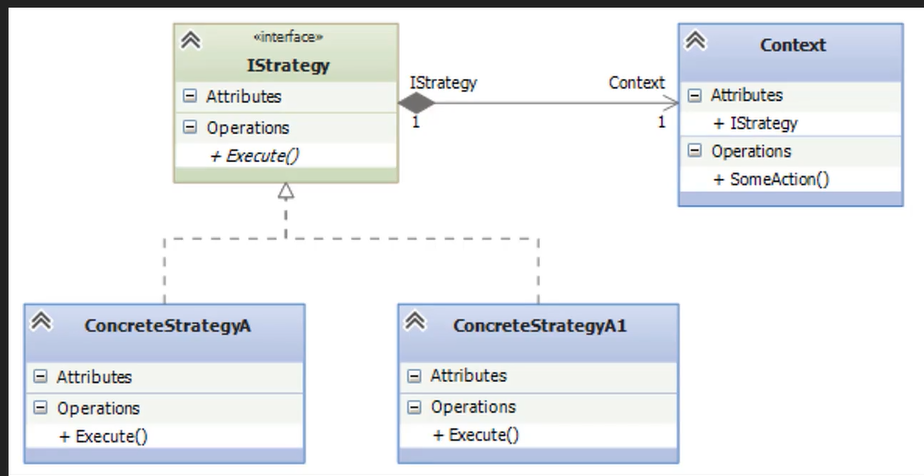 «interface»
IStrategy
Attributes
Operations
+ Execute()
IStrategy
1
Context
1
Context
Attributes
+ IStrategy
Operations
+ SomeAction()
ConcreteStrategyA
Attributes
Operations
+ Execute()
ConcreteStrategyA1
Attributes
Operations
+ Execute()